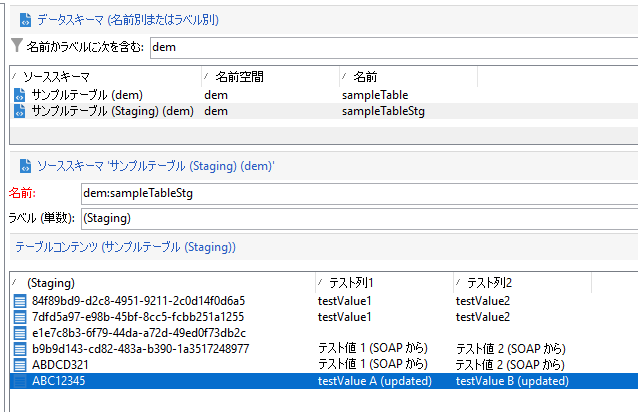 データスキーマ (名前別またはラベル別)
名前かラベルに次を含む: dem
ソーススキーマ 名前空間 名前
サンプルテーブル (dem) dem sampleTable
サンプルテーブル (Staging) (dem) dem sampleTableStg
ソーススキーマ 'サンプルテーブル (Staging) (dem)'
名前: dem:sampleTableStg
ラベル (単数): (Staging)
テーブルコンテンツ (サンプルテーブル (Staging))
(Staging) テスト列1 テスト列2
84f89bd9-d2c8-4951-9211-2c0d14f0d6a5 testValue1 testValue2
7dfd5a97-e98b-45bf-8cc5-fcbb251a1255 testValue1 testValue2
e1e7c8b3-6f79-44da-a72d-49ed0f73db2c
b9b9d143-cd82-483a-b390-1a3517248977 テスト値 1 (SOAP から) テスト値 2 (SOAP から)
ABDCD321 テスト値 1 (SOAP から) テスト値 2 (SOAP から)
ABC12345 testValue A (updated) testValue B (updated)